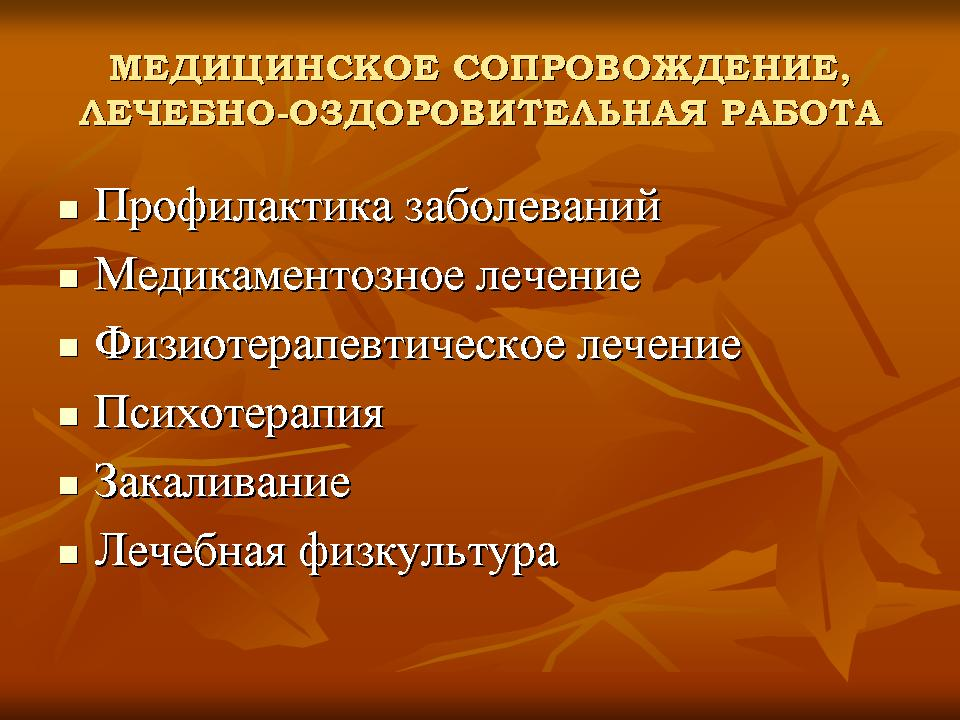 МЕДИЦИНСКОЕ СОПРОВОЖДЕНИЕ,
ЛЕЧЕБНО-ОЗДОРОВИТЕЛЬНАЯ РАБОТА
Профилактика заболеваний
Медикаментозное лечение
Физиотерапевтическое лечение
Психотерапия
Закаливание
Лечебная физкультура